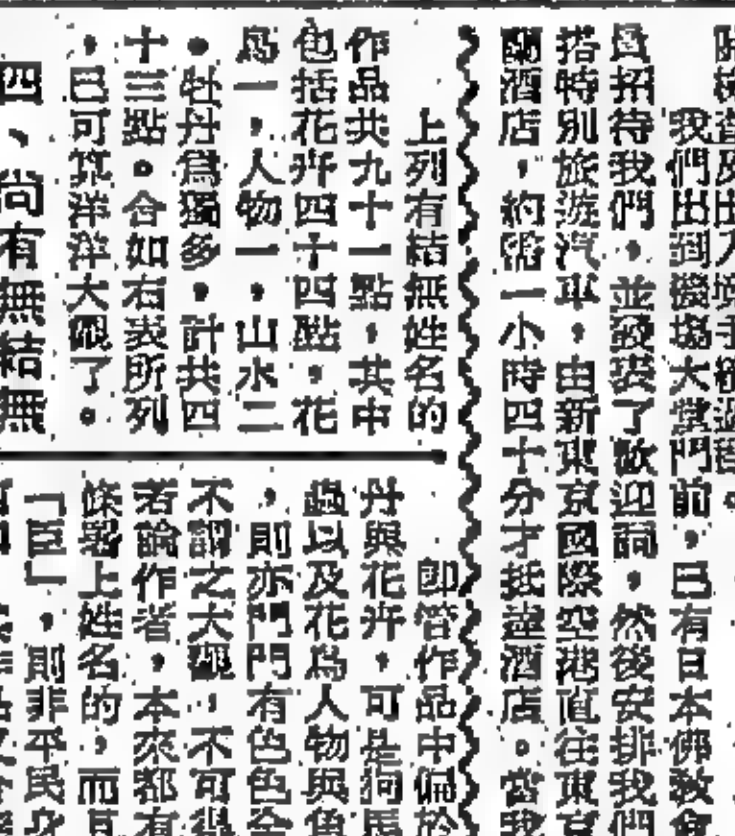 我們出到機場大堂門前，已有日本佛教會
員招待我們，並發表了歡迎詞，然後安排我們
搭特別旅遊汽車，由新東京國際空港直往東京
酒店，約需一小時四十分才抵達酒店。當我
上列有結無姓名的
作品共九十一點，其中
包括花卉四十四點，花
鳥一，人物一，山水二
，牡丹爲獨多，計共四
十三點。合如右表所列
，已可算洋洋大觀了。
四、尚有無結無
卽管作品中偏於
丹與花卉，可是狗馬
蟲以及花鳥人物與魚
，則亦門門有色色全
不謂之大觀，不可得
若論作者，本來都有
條署上姓名的，而且
「臣」，則非平民身